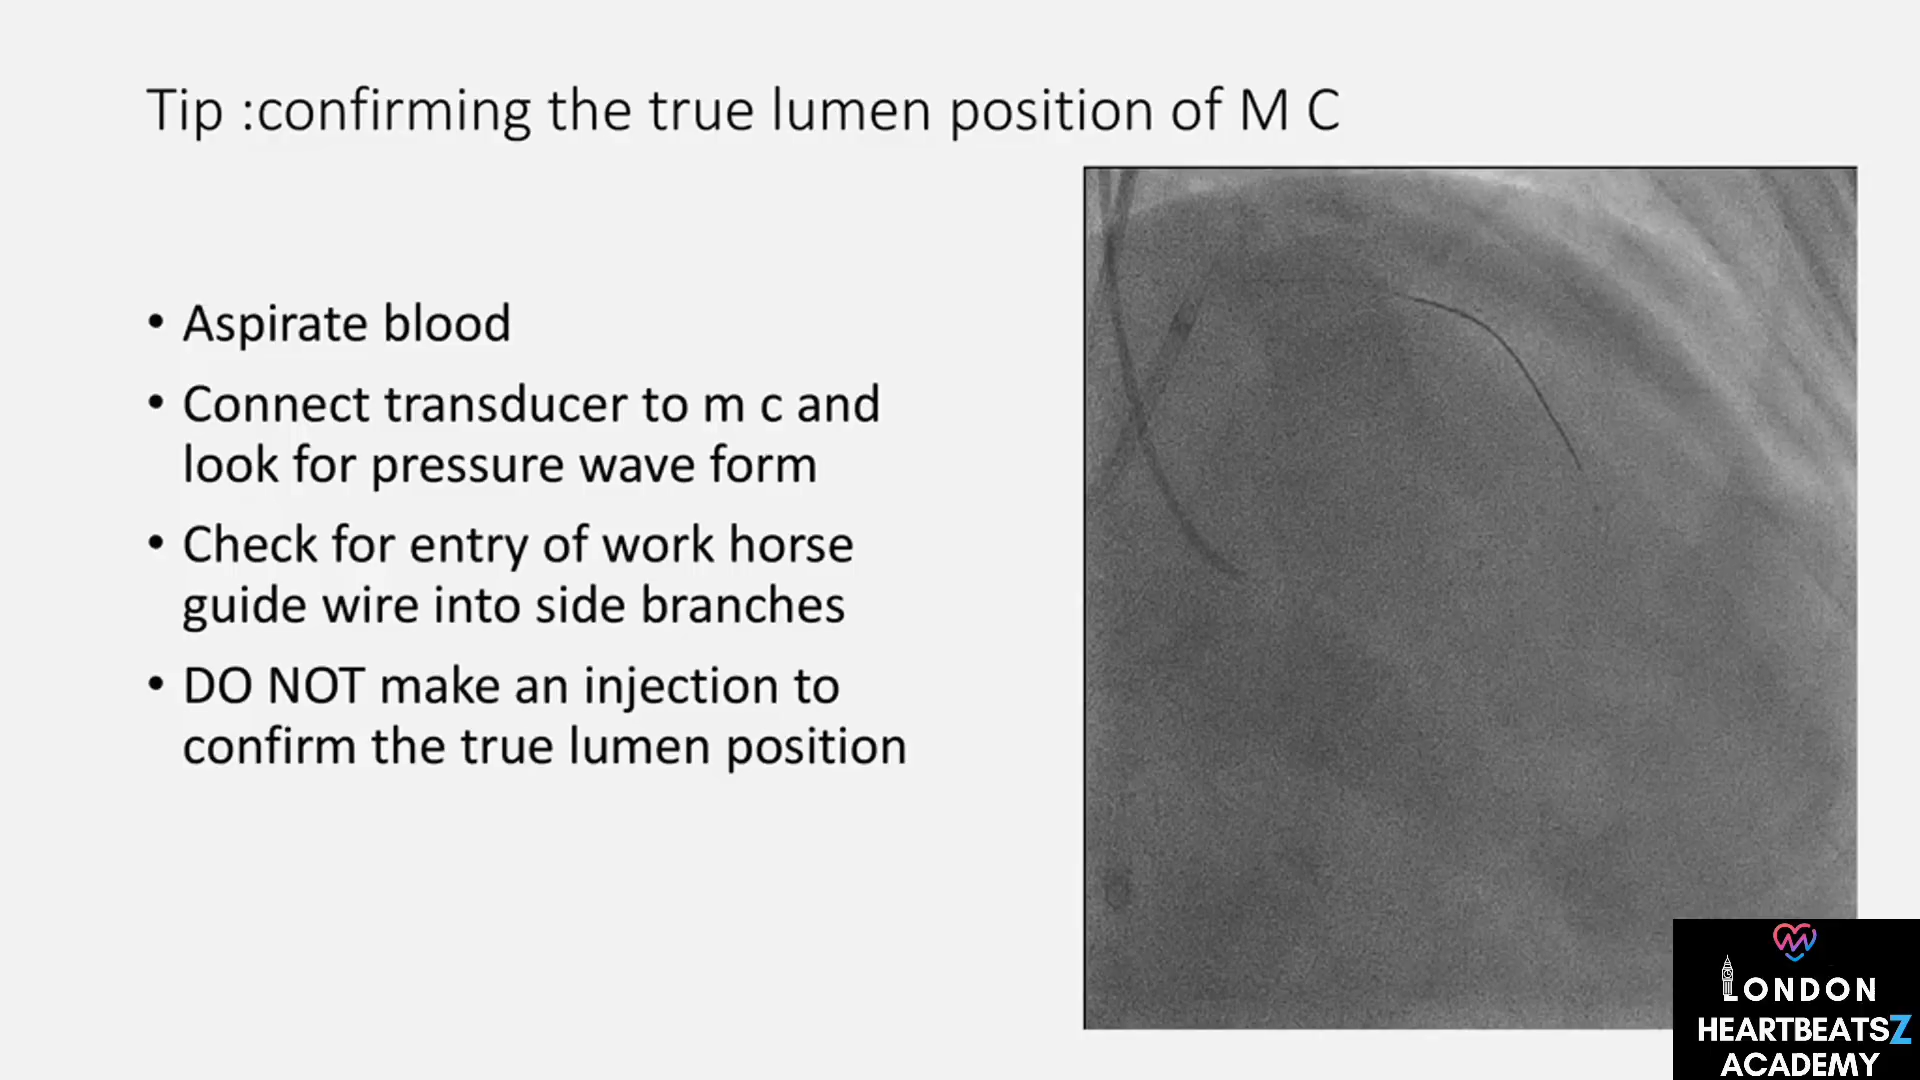 Tip :confirming the true lumen position of M C
• Aspirate blood
• Connect transducer to m c and
look for pressure wave form
• Check for entry of work horse
guide wire into side branches
• DO NOT make an injection to
confirm the true lumen position
LONDON
HEARTBEATSZ
ACADEMY